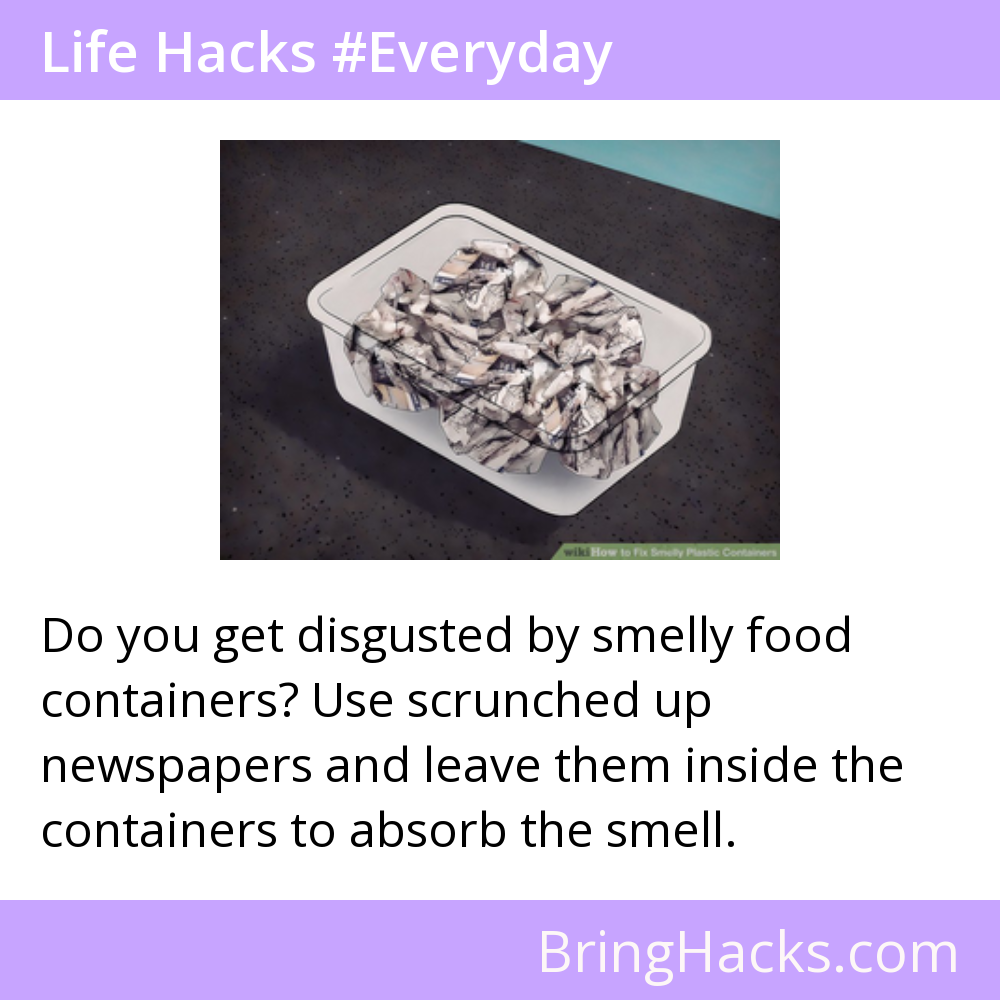 Life Hacks #Everyday
wikiHow to Fix Smelly Plastic Containers
Do you get disgusted by smelly food
containers? Use scrunched up
newspapers and leave them inside the
containers to absorb the smell.
BringHacks.com